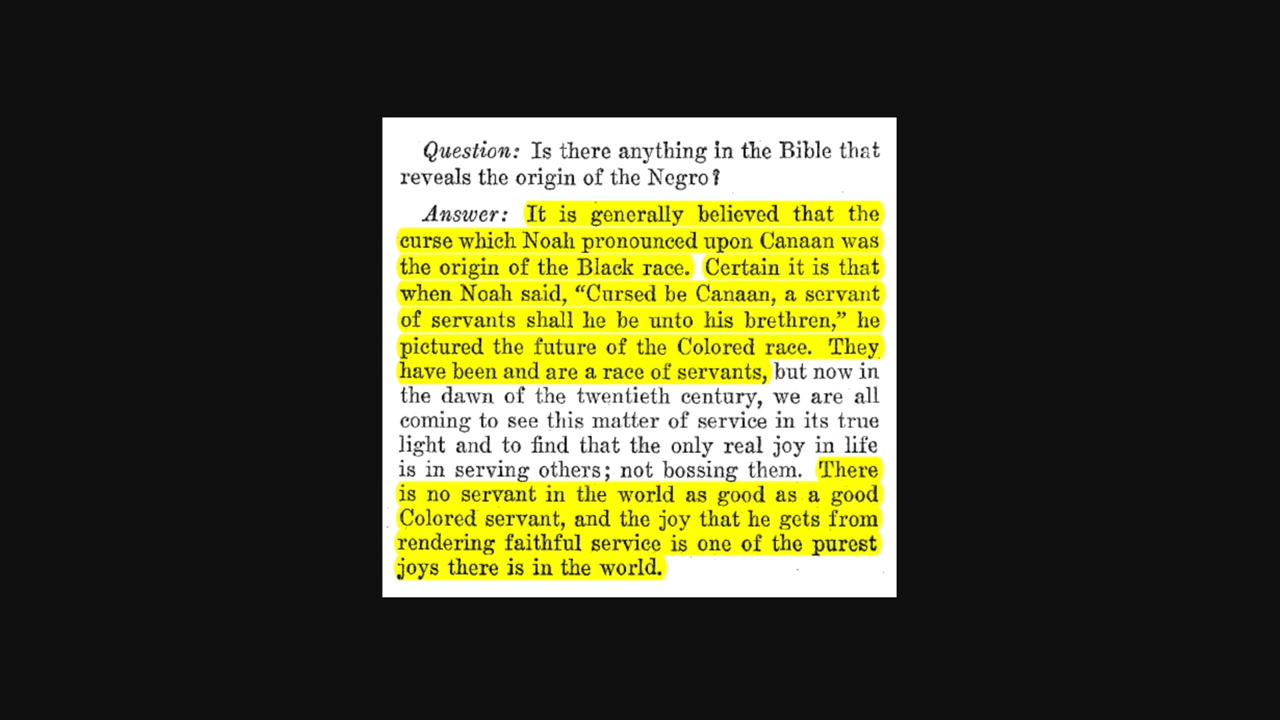 Question: Is there anything in the Bible that
reveals the origin of the Negro?
Answer: It is generally believed that the
curse which Noah pronounced upon Canaan was
the origin of the Black race. Certain it is that
when Noah said, “Cursed be Canaan, a servant
of servants shall he be unto his brethren,” he
pictured the future of the Colored race. They
have been and are a race of servants, but now in
the dawn of the twentieth century, we are all
coming to see this matter of service in its true
light and to find that the only real joy in life
is in serving others; not bossing them. There
is no servant in the world as good as a good
Colored servant, and the joy that he gets from
rendering faithful service is one of the purest
joys there is in the world.